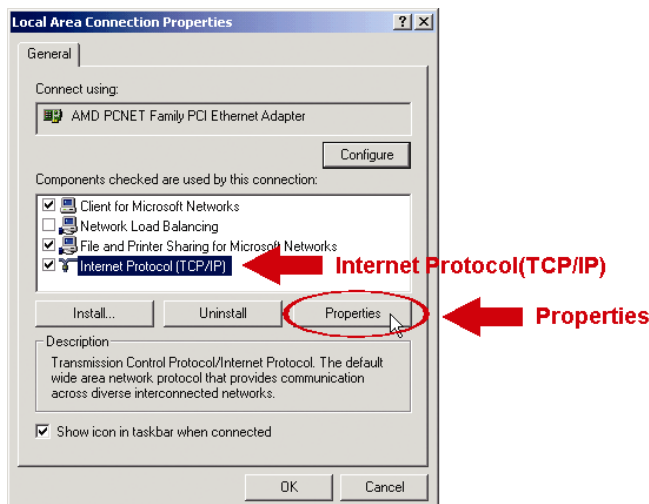 Local Area Connection Properties
General
Connect using:
AMD PCNET Family PCI Ethernet Adapter
Configure
Components checked are used by this connection:
Client for Microsoft Networks
Network Load Balancing
File and Printer Sharing for Microsoft Networks
Internet Protocol (TCP/IP)
Internet Protocol(TCP/IP)
Install...
Uninstall
Properties
Properties
Description
Transmission Control Protocol/Internet Protocol. The default
wide area network protocol that provides communication
across diverse interconnected networks.
Show icon in taskbar when connected
OK
Cancel